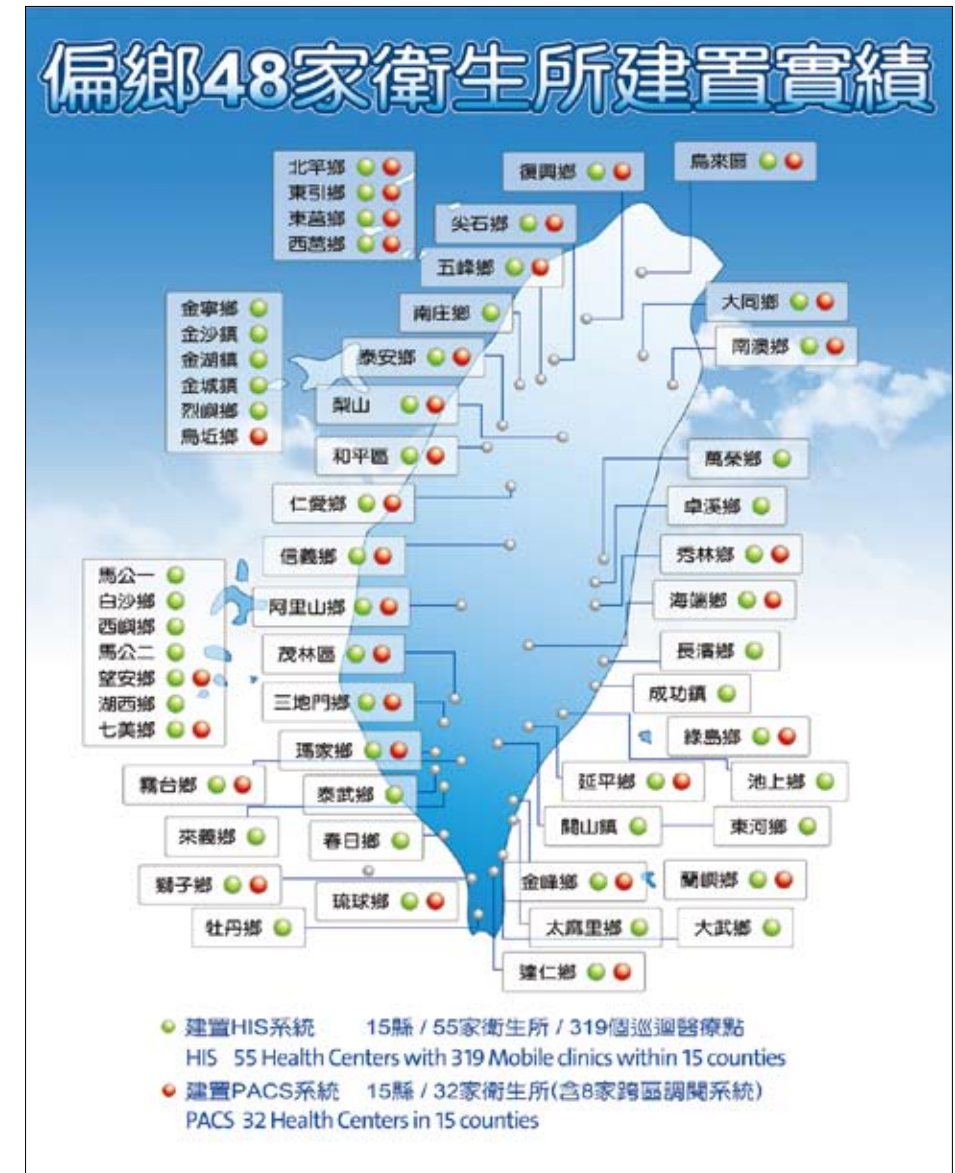 偏鄉48家衛生所建置實績
北竿鄉
東引鄉
東莒鄉
西莒鄉
復興鄉
烏來區
尖石鄉
五峰鄉
南庄鄉
泰安鄉
梨山
和平區
仁愛鄉
信義鄉
阿里山鄉
茂林區
三地門鄉
瑪家鄉
霧台鄉
泰武鄉
來義鄉
春日鄉
獅子鄉
琉球鄉
牡丹鄉
金寧鄉
金沙鎮
金湖鎮
金城鎮
烈嶼鄉
烏坵鄉
馬公一
白沙鄉
西嶼鄉
馬公二
望安鄉
湖西鄉
七美鄉
大同鄉
南澳鄉
萬榮鄉
卓溪鄉
秀林鄉
海端鄉
長濱鄉
成功鎮
綠島鄉
延平鄉
池上鄉
關山鎮
東河鄉
金峰鄉
蘭嶼鄉
太麻里鄉
大武鄉
達仁鄉
建置HIS系統 15縣 / 55家衛生所 / 319個巡迴醫療點
HIS 55 Health Centers with 319 Mobile clinics within 15 counties
建置PACS系統 15縣 / 32家衛生所(含8家跨區調閱系統)
PACS 32 Health Centers in 15 counties